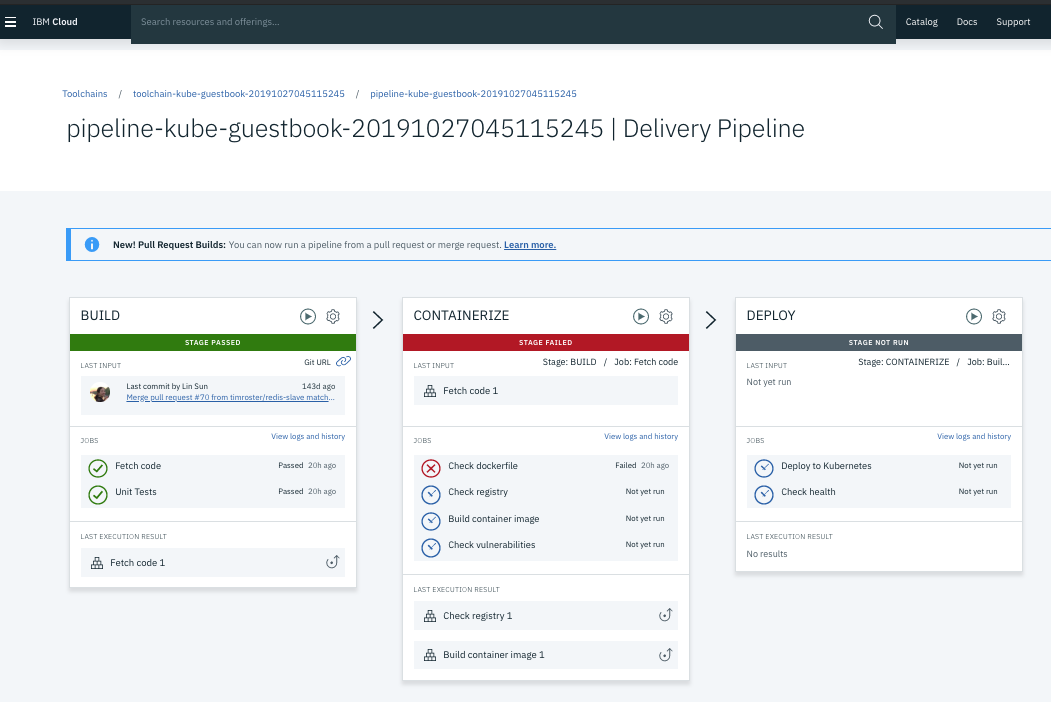 IBM Cloud
Search resources and offerings...
Catalog Docs Support
Toolchains / toolchain-kube-guestbook-20191027045115245 / pipeline-kube-guestbook-20191027045115245
pipeline-kube-guestbook-20191027045115245 | Delivery Pipeline
New! Pull Request Builds: You can now run a pipeline from a pull request or merge request. Learn more.
BUILD
STAGE PASSED
LAST INPUT Git URL
Last commit by Lin Sun 143d ago
Merge pull request #70 from timroster/redis-slave match...
JOBS View logs and history
Fetch code Passed 20h ago
Unit Tests Passed 20h ago
LAST EXECUTION RESULT
Fetch code 1
CONTAINERIZE
STAGE FAILED
LAST INPUT Stage: BUILD / Job: Fetch code
Fetch code 1
JOBS View logs and history
Check dockerfile Failed 20h ago
Check registry Not yet run
Build container image Not yet run
Check vulnerabilities Not yet run
LAST EXECUTION RESULT
Check registry 1
Build container image 1
DEPLOY
STAGE NOT RUN
LAST INPUT Stage: CONTAINERIZE / Job: Buil...
Not yet run
JOBS View logs and history
Deploy to Kubernetes Not yet run
Check health Not yet run
LAST EXECUTION RESULT
No results